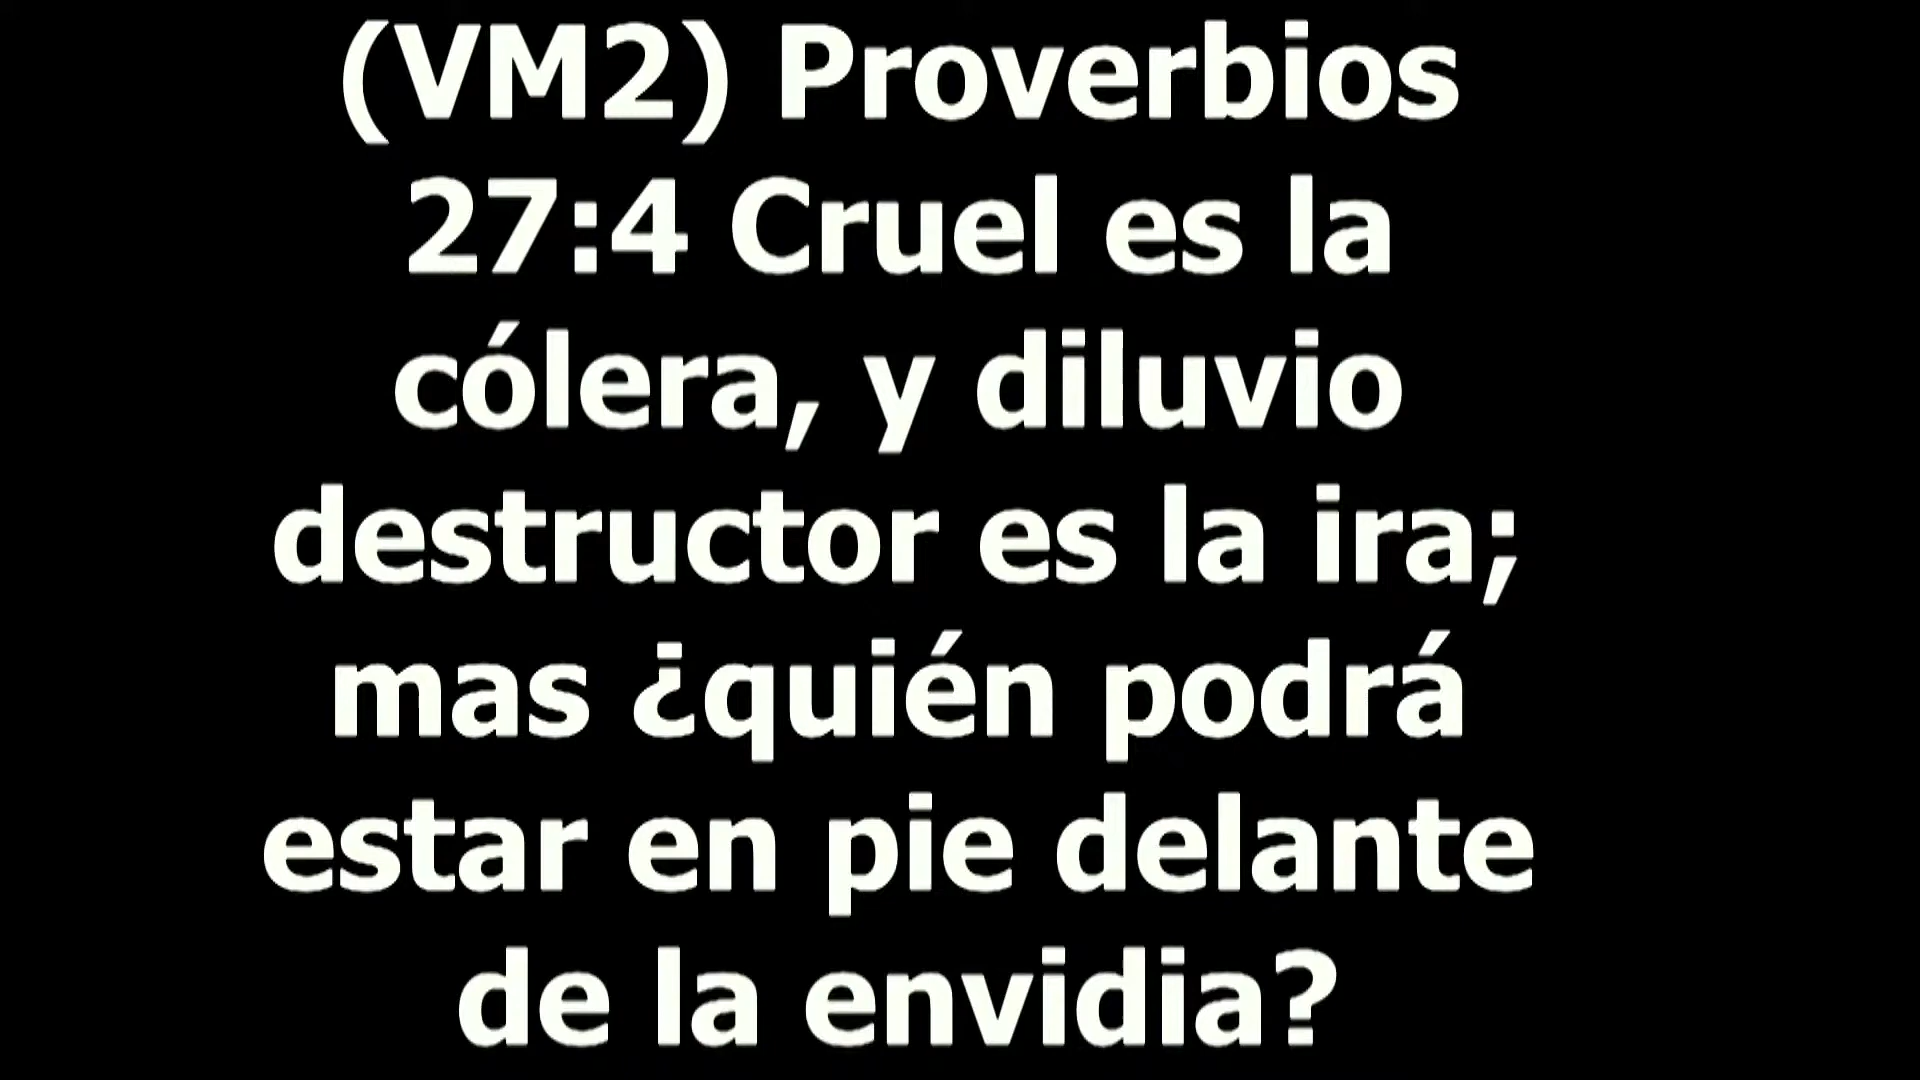 (VM2) Proverbios
27:4 Cruel es la
cólera, y diluvio
destructor es la ira;
mas ¿quién podrá
estar en pie delante
de la envidia?